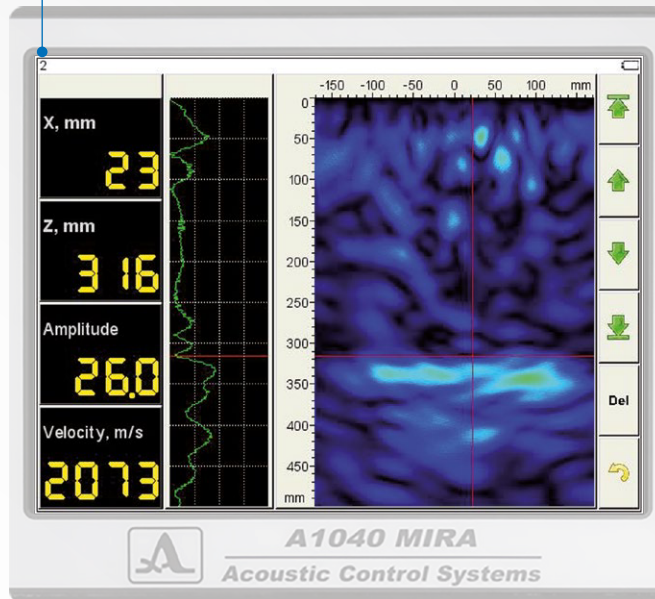 2
X, mm
23
Z, mm
316
Amplitude
26.0
Velocity, m/s
2073
-150 -100 -50 0 50 100 mm
0
50
100
150
200
250
300
350
400
450
mm
Del
A1040 MIRA
Acoustic Control Systems